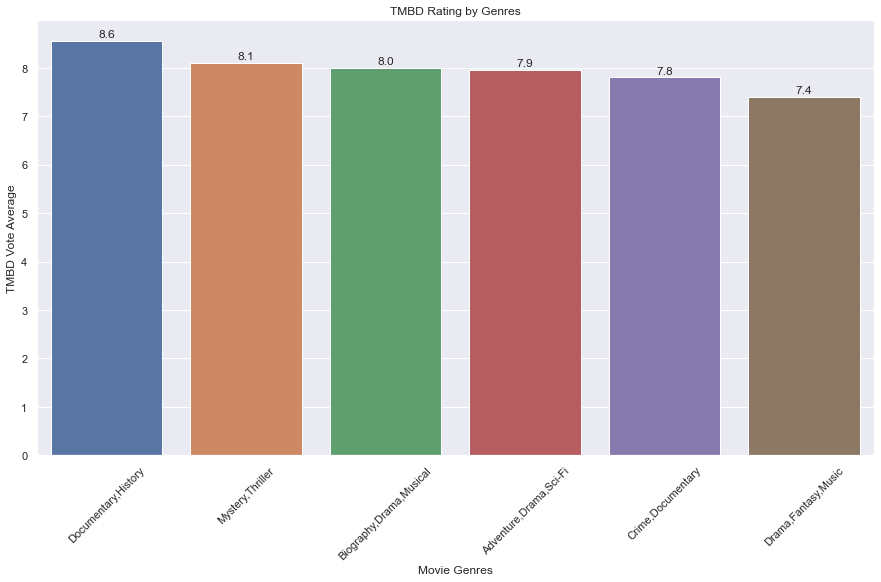 TMBD Rating by Genres
TMBD Vote Average
8
7
6
5
4
3
2
1
0
8.6
8.1
8.0
7.9
7.8
7.4
Documentary,History
Mystery,Thriller
Biography,Drama,Musical
Adventure,Drama,Sci-Fi
Crime,Documentary
Drama,Fantasy,Music
Movie Genres